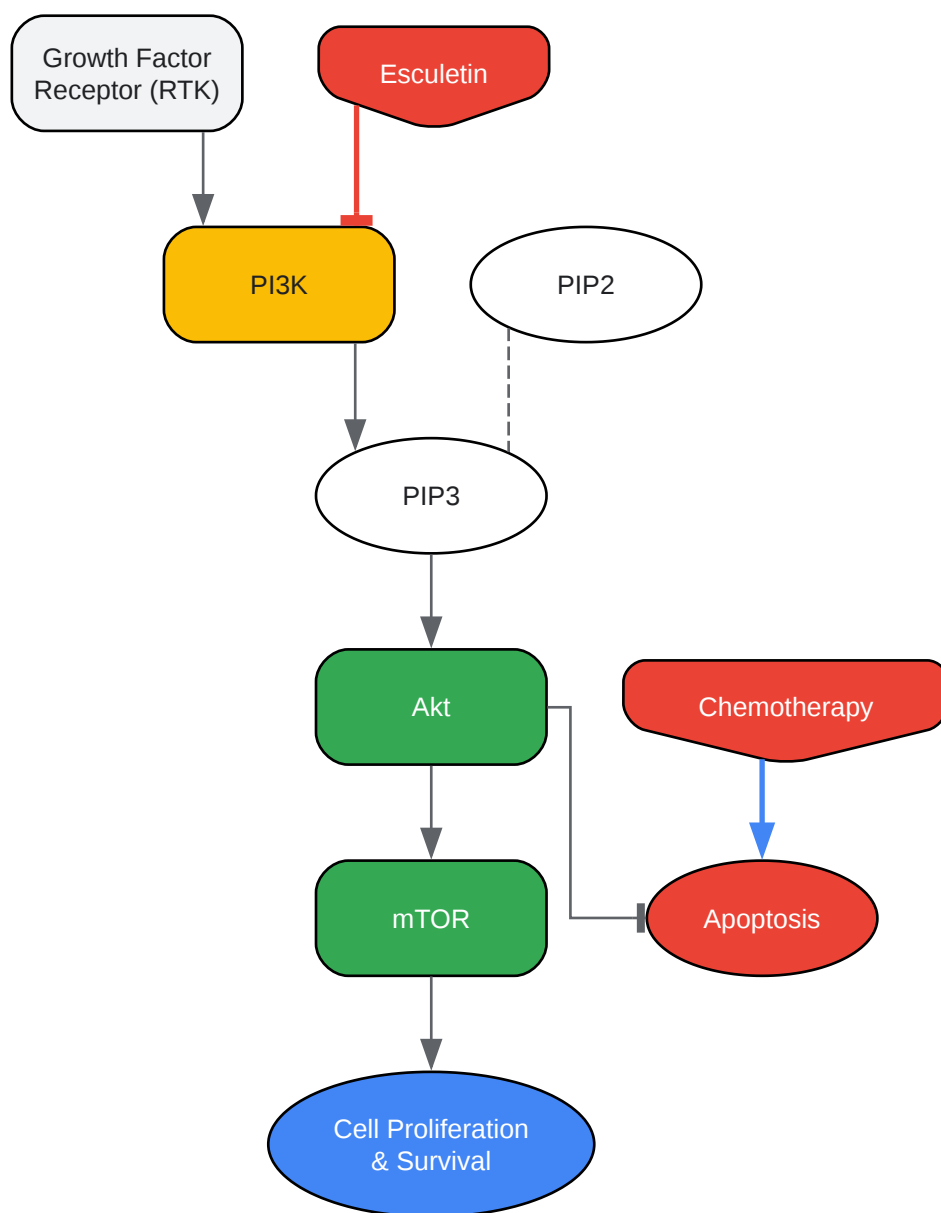 Growth Factor
Receptor (RTK)
Esculetin
PI3K
PIP2
PIP3
Akt
Chemotherapy
mTOR
Apoptosis
Cell Proliferation
& Survival